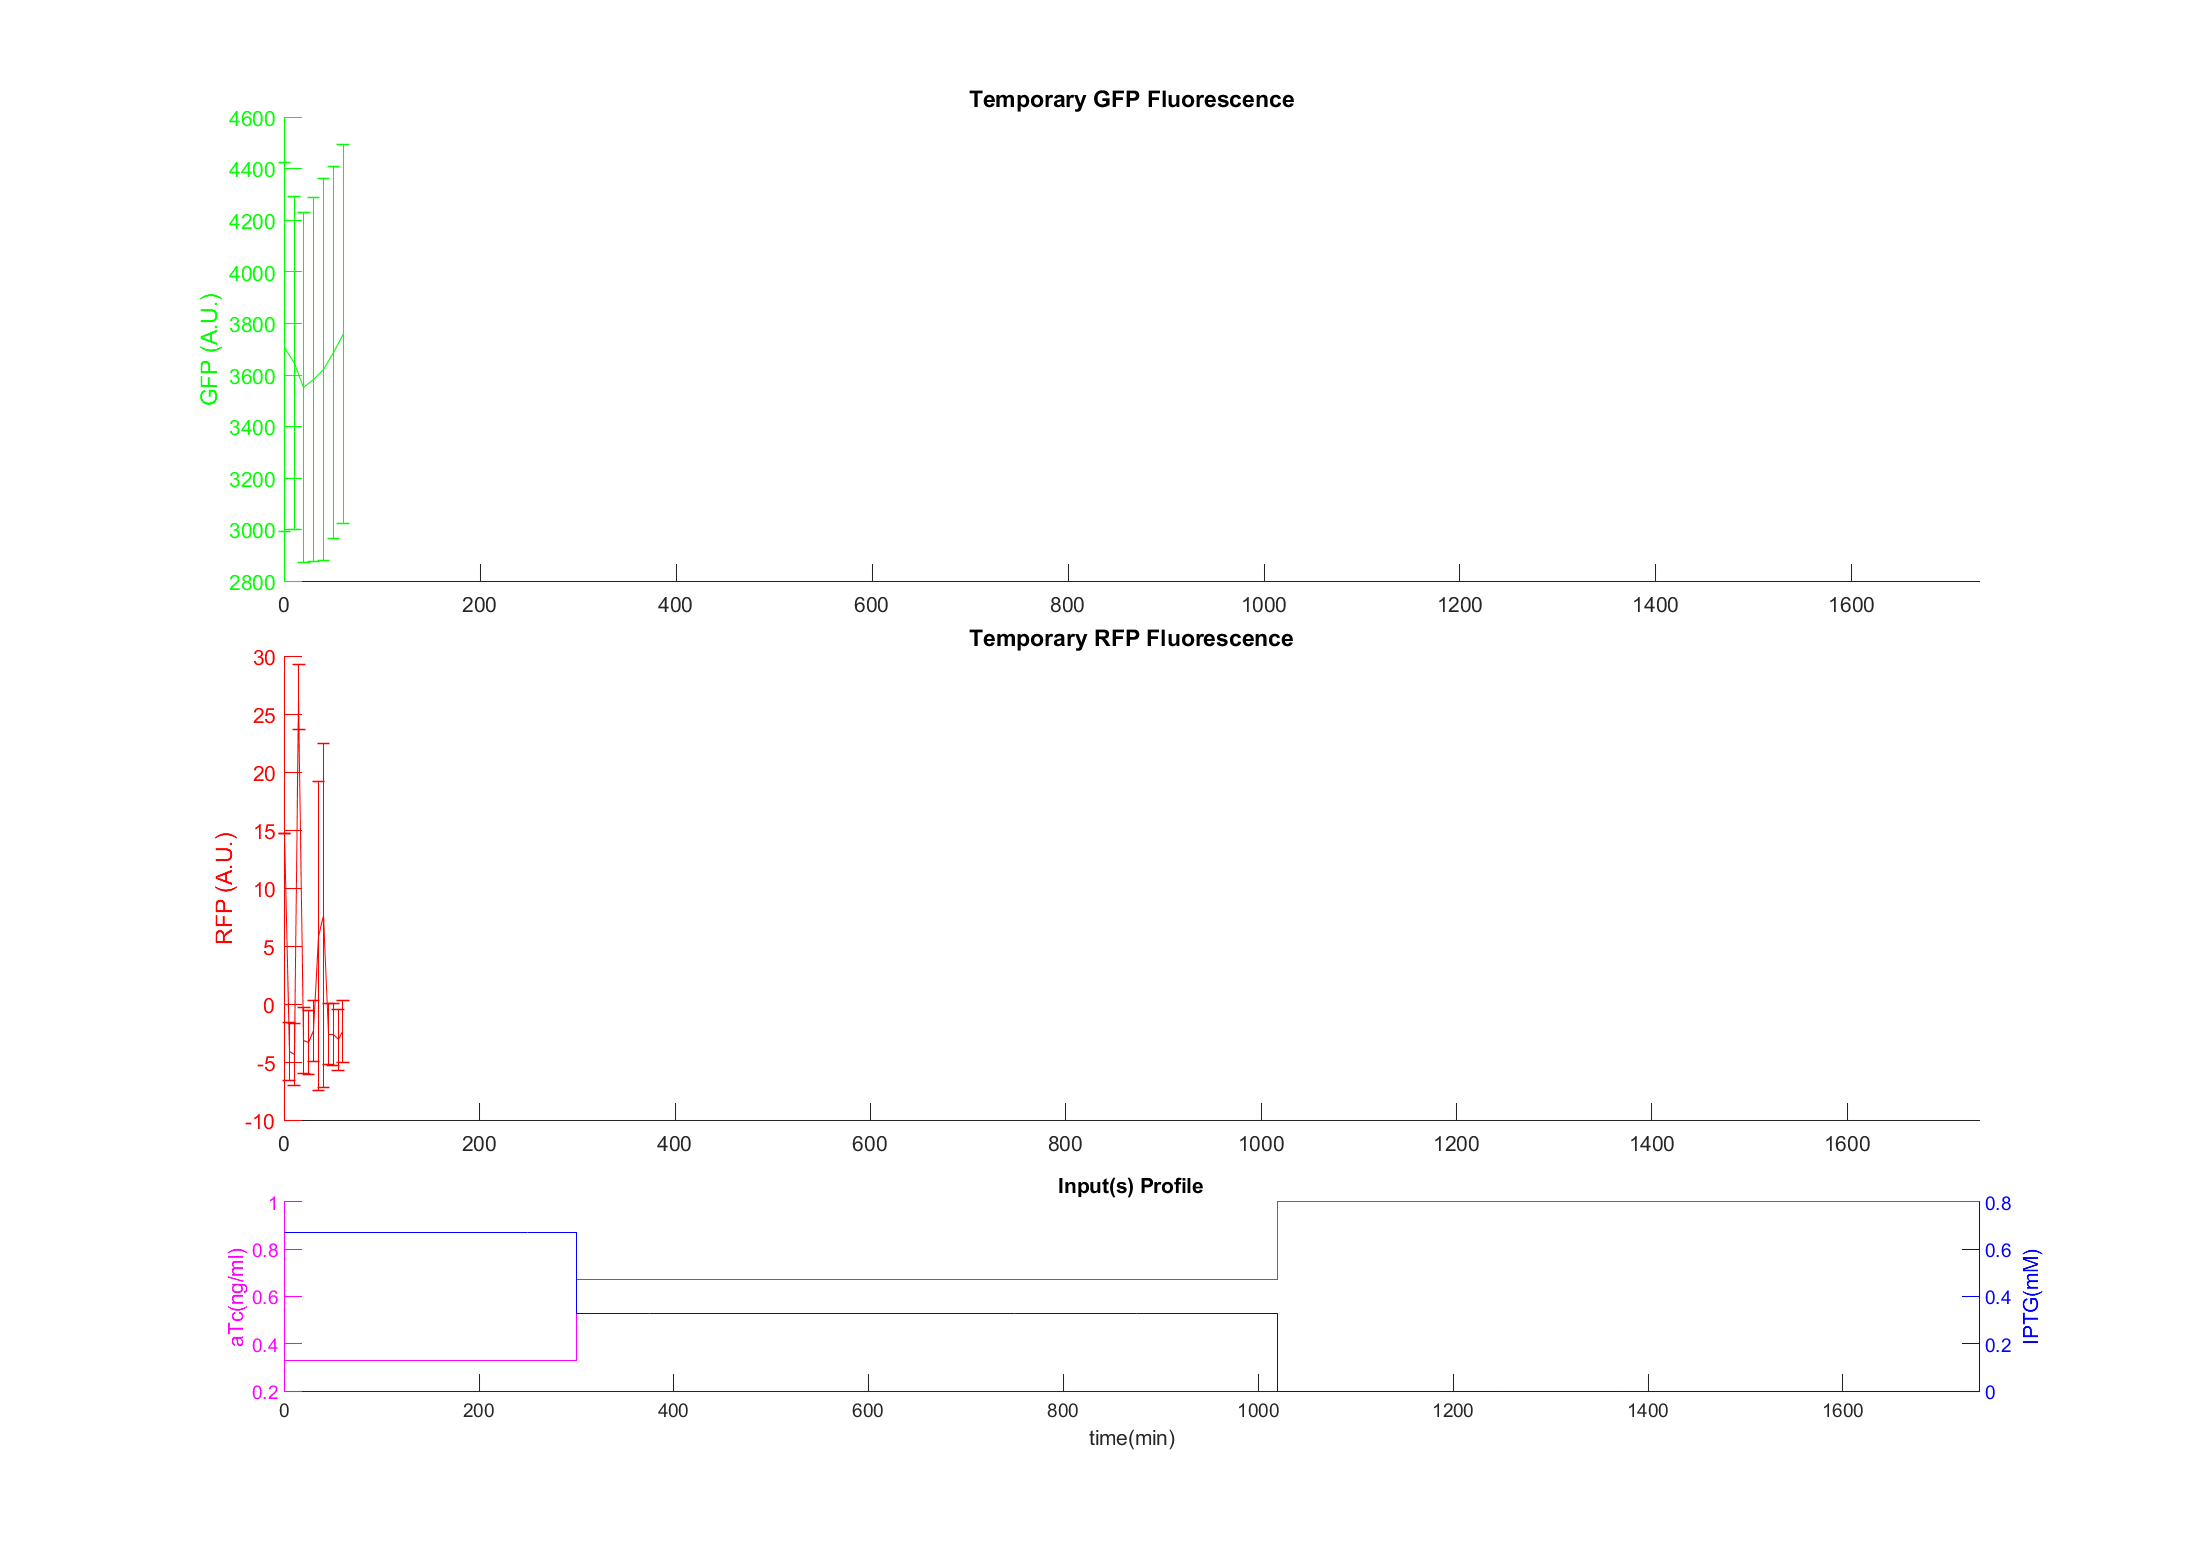 Temporary GFP Fluorescence
4600
4400
4200
4000
3800
3600
3400
3200
3000
2800
GFP (A.U.)
0 200 400 600 800 1000 1200 1400 1600
Temporary RFP Fluorescence
30
25
20
15
10
5
0
-5
-10
RFP (A.U.)
0 200 400 600 800 1000 1200 1400 1600
Input(s) Profile
1
0.8
0.6
0.4
0.2
aTc(ng/ml)
0.8
0.6
0.4
0.2
0
IPTG(mM)
0 200 400 600 800 1000 1200 1400 1600
time(min)